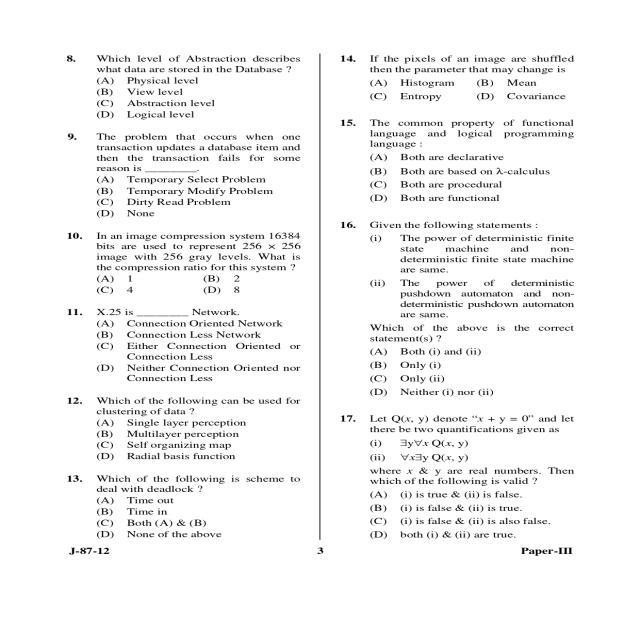 8. Which level of Abstraction describes
what data are stored in the Database ?
(A) Physical level
(B) View level
(C) Abstraction level
(D) Logical level
9. The problem that occurs when one
transaction updates a database item and
then the transaction fails for some
reason is _________.
(A) Temporary Select Problem
(B) Temporary Modify Problem
(C) Dirty Read Problem
(D) None
10. In an image compression system 16384
bits are used to represent 256 × 256
image with 256 gray levels. What is
the compression ratio for this system ?
(A) 1 (B) 2
(C) 4 (D) 8
11. X.25 is _________ Network.
(A) Connection Oriented Network
(B) Connection Less Network
(C) Either Connection Oriented or
Connection Less
(D) Neither Connection Oriented nor
Connection Less
12. Which of the following can be used for
clustering of data ?
(A) Single layer perception
(B) Multilayer perception
(C) Self organizing map
(D) Radial basis function
13. Which of the following is scheme to
deal with deadlock ?
(A) Time out
(B) Time in
(C) Both (A) & (B)
(D) None of the above
14. If the pixels of an image are shuffled
then the parameter that may change is
(A) Histogram (B) Mean
(C) Entropy (D) Covariance
15. The common property of functional
language and logical programming
language :
(A) Both are declarative
(B) Both are based on λ-calculus
(C) Both are procedural
(D) Both are functional
16. Given the following statements :
(i) The power of deterministic finite
state machine and non-
deterministic finite state machine
are same.
(ii) The power of deterministic
pushdown automaton and non-
deterministic pushdown automaton
are same.
Which of the above is the correct
statement(s) ?
(A) Both (i) and (ii)
(B) Only (i)
(C) Only (ii)
(D) Neither (i) nor (ii)
17. Let Q(x, y) denote “x + y = 0” and let
there be two quantifications given as
(i) ∃y∀x Q(x, y)
(ii) ∀x∃y Q(x, y)
where x & y are real numbers. Then
which of the following is valid ?
(A) (i) is true & (ii) is false.
(B) (i) is false & (ii) is true.
(C) (i) is false & (ii) is also false.
(D) both (i) & (ii) are true.
J-87-12 3 Paper-III